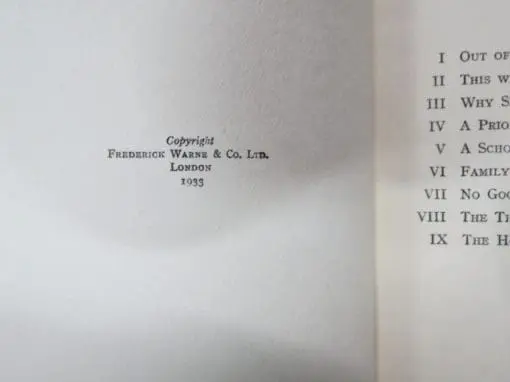 Copyright
FREDERICK WARNE & CO. LTD.
LONDON
1933
I OUT OF
II THIS W
III WHY S
IV A PRIO
V A SCHO
VI FAMILY
VII NO GOO
VIII THE T
IX THE H